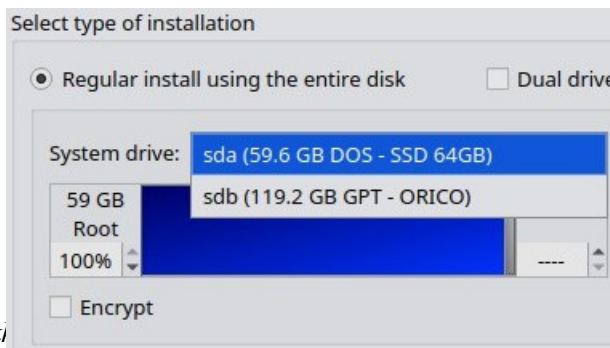 Select type of installation
Regular install using the entire disk Dual drive
System drive: sda (59.6 GB DOS - SSD 64GB)
sdb (119.2 GB GPT - ORICO)
59 GB
Root
100% ----
Encrypt